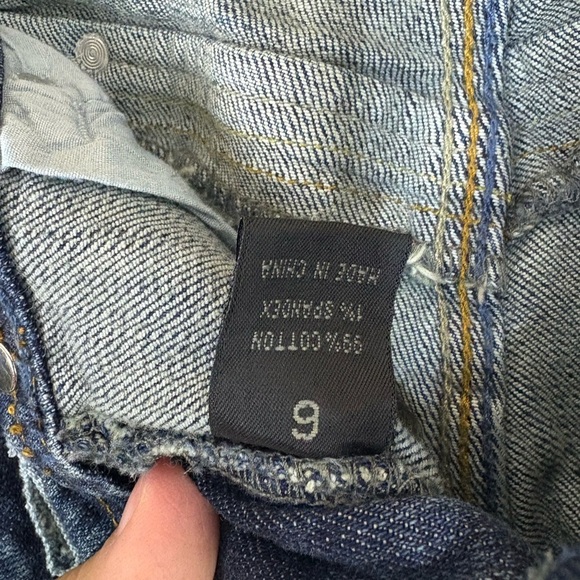 9
99% COTTON
1% SPANDEX
MADE IN CHINA